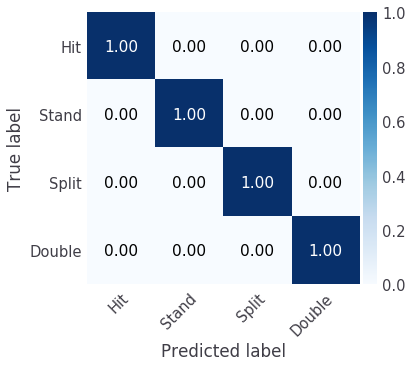 Hit 1.00 0.00 0.00 0.00
Stand 0.00 1.00 0.00 0.00
Split 0.00 0.00 1.00 0.00
Double 0.00 0.00 0.00 1.00
Hit Stand Split Double
Predicted label
True label
1.0
0.8
0.6
0.4
0.2
0.0